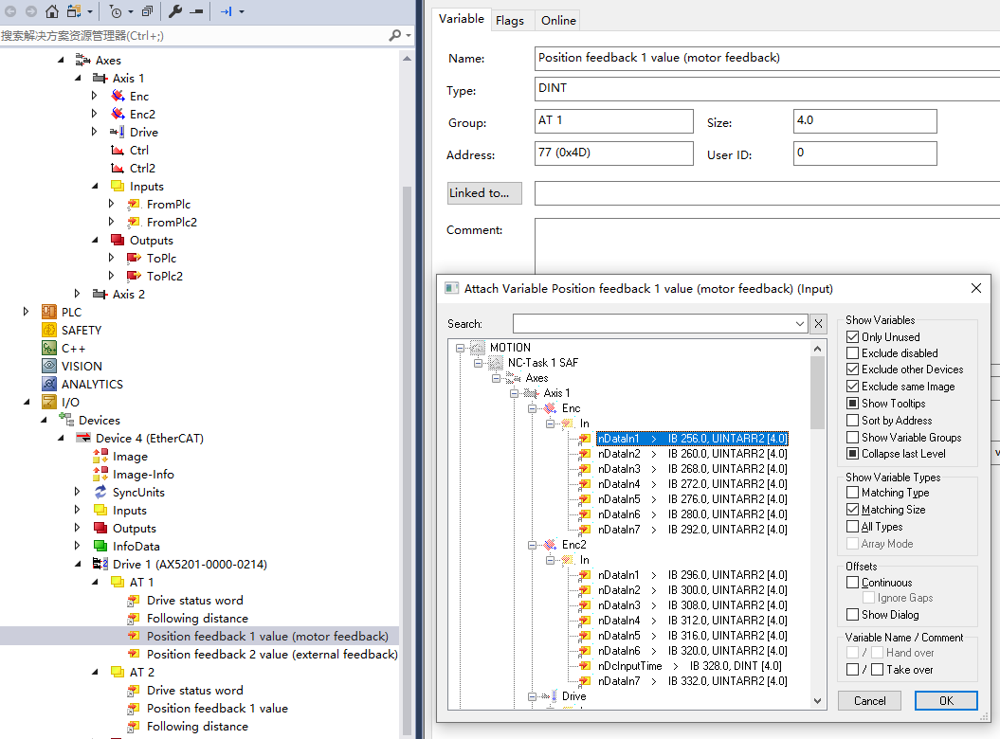 搜索解决方案资源管理器(Ctrl+;)
Axes
Axis 1
Enc
Enc2
Drive
Ctrl
Ctrl2
Inputs
FromPlc
FromPlc2
Outputs
ToPlc
ToPlc2
Axis 2
PLC
SAFETY
C++
VISION
ANALYTICS
I/O
Devices
Device 4 (EtherCAT)
Image
Image-Info
SyncUnits
Inputs
Outputs
InfoData
Drive 1 (AX5201-0000-0214)
AT 1
Drive status word
Following distance
Position feedback 1 value (motor feedback)
Position feedback 2 value (external feedback)
AT 2
Drive status word
Position feedback 1 value
Following distance
Variable Flags Online
Name: Position feedback 1 value (motor feedback)
Type: DINT
Group: AT 1 Size: 4.0
Address: 77 (0x4D) User ID: 0
Linked to...
Comment:
Attach Variable Position feedback 1 value (motor feedback) (Input)
Search:
MOTION
NC-Task 1 SAF
Axes
Axis 1
Enc
In
nDataIn1 > IB 256.0, UINTARR2 [4.0]
nDataIn2 > IB 260.0, UINTARR2 [4.0]
nDataIn3 > IB 268.0, UINTARR2 [4.0]
nDataIn4 > IB 272.0, UINTARR2 [4.0]
nDataIn5 > IB 276.0, UINTARR2 [4.0]
nDataIn6 > IB 280.0, UINTARR2 [4.0]
nDataIn7 > IB 292.0, UINTARR2 [4.0]
Enc2
In
nDataIn1 > IB 296.0, UINTARR2 [4.0]
nDataIn2 > IB 300.0, UINTARR2 [4.0]
nDataIn3 > IB 308.0, UINTARR2 [4.0]
nDataIn4 > IB 312.0, UINTARR2 [4.0]
nDataIn5 > IB 316.0, UINTARR2 [4.0]
nDataIn6 > IB 320.0, UINTARR2 [4.0]
nDcInputTime > IB 328.0, DINT [4.0]
nDataIn7 > IB 332.0, UINTARR2 [4.0]
Drive
Show Variables
Only Unused
Exclude disabled
Exclude other Devices
Exclude same Image
Show Tooltips
Sort by Address
Show Variable Groups
Collapse last Level
Show Variable Types
Matching Type
Matching Size
All Types
Array Mode
Offsets
Continuous
Ignore Gaps
Show Dialog
Variable Name / Comment
/ Hand over
/ Take over
Cancel OK